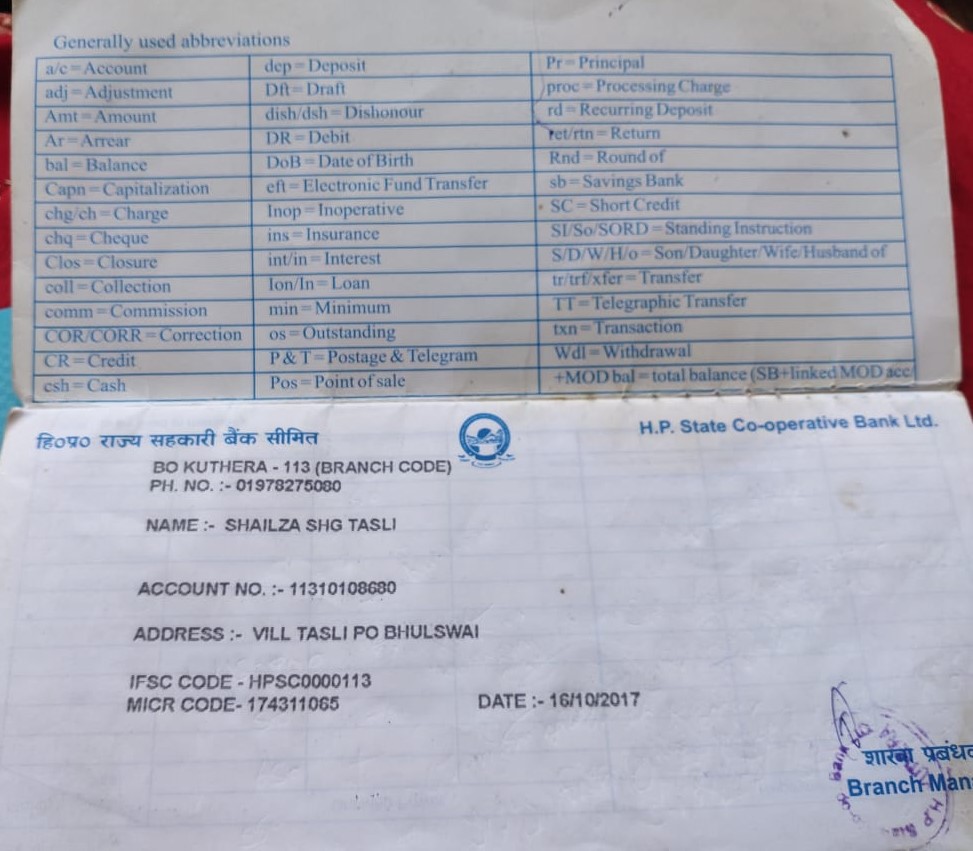 Generally used abbreviations
a/c = Account dep = Deposit Pr = Principal
adj = Adjustment Dft = Draft proc = Processing Charge
Amt = Amount dish/dsh = Dishonour rd = Recurring Deposit
Ar = Arrear DR = Debit ret/rtn = Return
bal = Balance DoB = Date of Birth Rnd = Round of
Capn = Capitalization eft = Electronic Fund Transfer sb = Savings Bank
chg/ch = Charge Inop = Inoperative SC = Short Credit
chq = Cheque ins = Insurance SI/So/SORD = Standing Instruction
Clos = Closure int/in = Interest S/D/W/H/o = Son/Daughter/Wife/Husband of
coll = Collection Ion/In = Loan tr/trf/xfer = Transfer
comm = Commission min = Minimum TT = Telegraphic Transfer
COR/CORR = Correction os = Outstanding txn = Transaction
CR = Credit P & T = Postage & Telegram Wdl = Withdrawal
csh = Cash Pos = Point of sale +MOD bal = total balance (SB+linked MOD acc
हि०प्र० राज्य सहकारी बैंक सीमित H.P. State Co-operative Bank Ltd.
BO KUTHERA - 113 (BRANCH CODE)
PH. NO. :- 01978275080
NAME :- SHAILZA SHG TASLI
ACCOUNT NO. :- 11310108680
ADDRESS :- VILL TASLI PO BHULSWAI
IFSC CODE - HPSC0000113
MICR CODE- 174311065 DATE :- 16/10/2017
शाखा प्रबंधक
Branch Mana